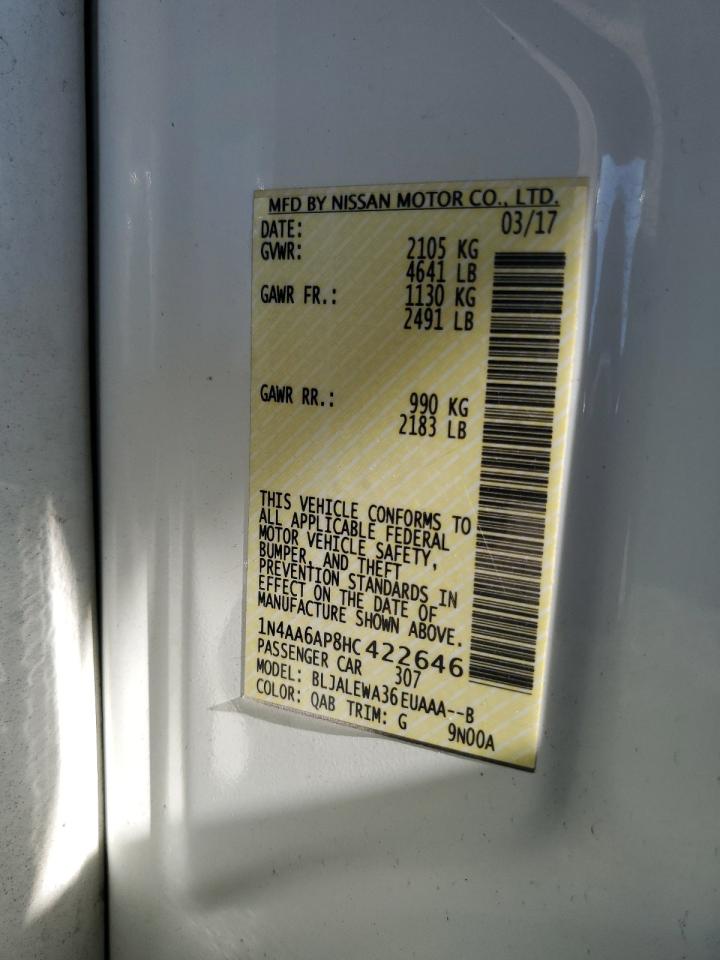 MFD BY NISSAN MOTOR CO., LTD.
DATE: 03/17
GVWR: 2105 KG
4641 LB
GAWR FR.: 1130 KG
2491 LB
GAWR RR.: 990 KG
2183 LB
THIS VEHICLE CONFORMS TO
ALL APPLICABLE FEDERAL
MOTOR VEHICLE SAFETY,
BUMPER, AND THEFT
PREVENTION STANDARDS IN
EFFECT ON THE DATE OF
MANUFACTURE SHOWN ABOVE.
1N4AA6AP8HC422646
PASSENGER CAR 307
MODEL: BLJALEWA36EUAAA--B
COLOR: QAB TRIM: G 9N00A